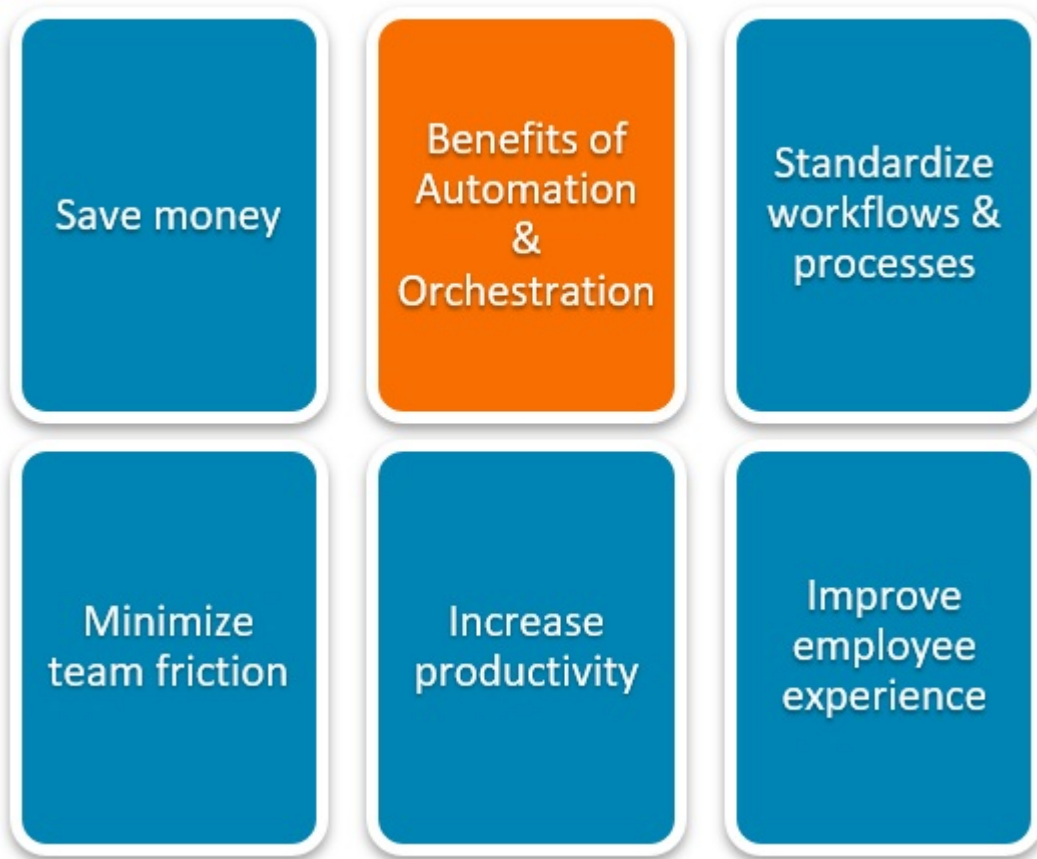 Save money
Benefits of
Automation
&
Orchestration
Standardize
workflows &
processes
Minimize
team friction
Increase
productivity
Improve
employee
experience